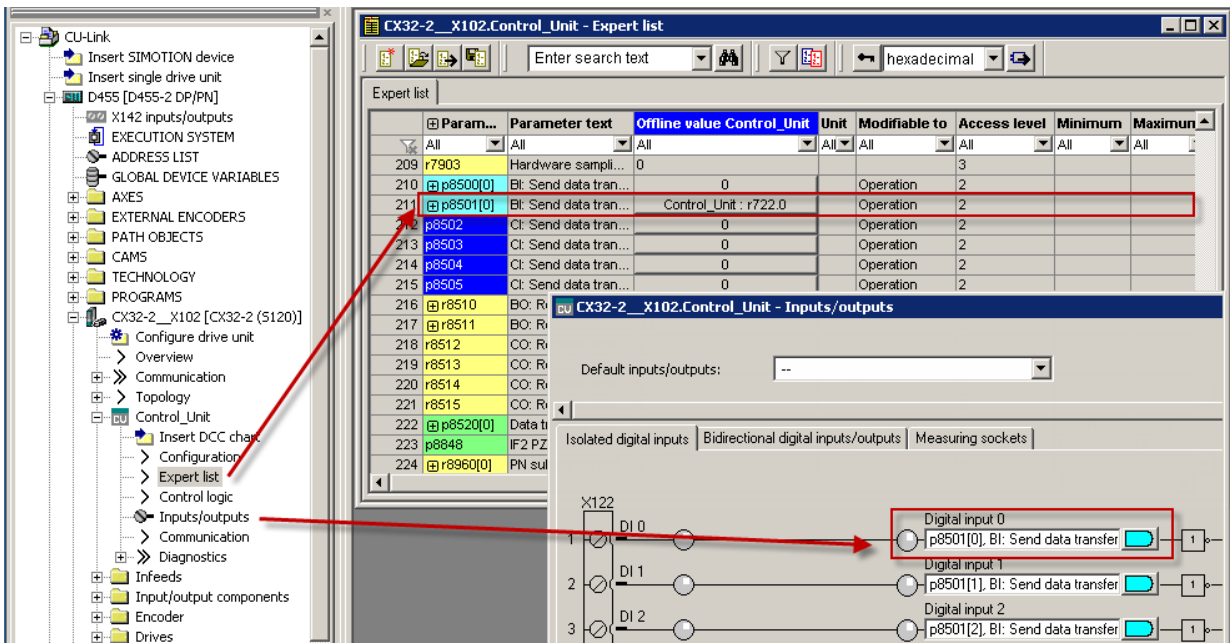 CU-Link
Insert SIMOTION device
Insert single drive unit
D455 [D455-2 DP/PN]
X142 inputs/outputs
EXECUTION SYSTEM
ADDRESS LIST
GLOBAL DEVICE VARIABLES
AXES
EXTERNAL ENCODERS
PATH OBJECTS
CAMS
TECHNOLOGY
PROGRAMS
CX32-2__X102 [CX32-2 (S120)]
Configure drive unit
Overview
Communication
Topology
Control_Unit
Insert DCC chart
Configuration
Expert list
Control logic
Inputs/outputs
Communication
Diagnostics
Infeeds
Input/output components
Encoder
Drives
CX32-2__X102.Control_Unit - Expert list
Enter search text hexadecimal
Expert list
Param... Parameter text Offline value Control_Unit Unit Modifiable to Access level Minimum Maximum
All All All All All All All All
209 r7903 Hardware sampli... 0 3
210 p8500[0] BI: Send data tran... 0 Operation 2
211 p8501[0] BI: Send data tran... Control_Unit : r722.0 Operation 2
212 p8502 CI: Send data tran... 0 Operation 2
213 p8503 CI: Send data tran... 0 Operation 2
214 p8504 CI: Send data tran... 0 Operation 2
215 p8505 CI: Send data tran... 0 Operation 2
216 r8510 BO: R
217 r8511 BO: R
218 r8512 CO: R
219 r8513 CO: R
220 r8514 CO: R
221 r8515 CO: R
222 p8520[0] Data t
223 p8848 IF2 PZ
224 r8960[0] PN sul
CX32-2__X102.Control_Unit - Inputs/outputs
Default inputs/outputs: --
Isolated digital inputs Bidirectional digital inputs/outputs Measuring sockets
X122
DI 0 Digital input 0
1 p8501[0], BI: Send data transfer 1
DI 1 Digital input 1
2 p8501[1], BI: Send data transfer 1
DI 2 Digital input 2
3 p8501[2], BI: Send data transfer 1